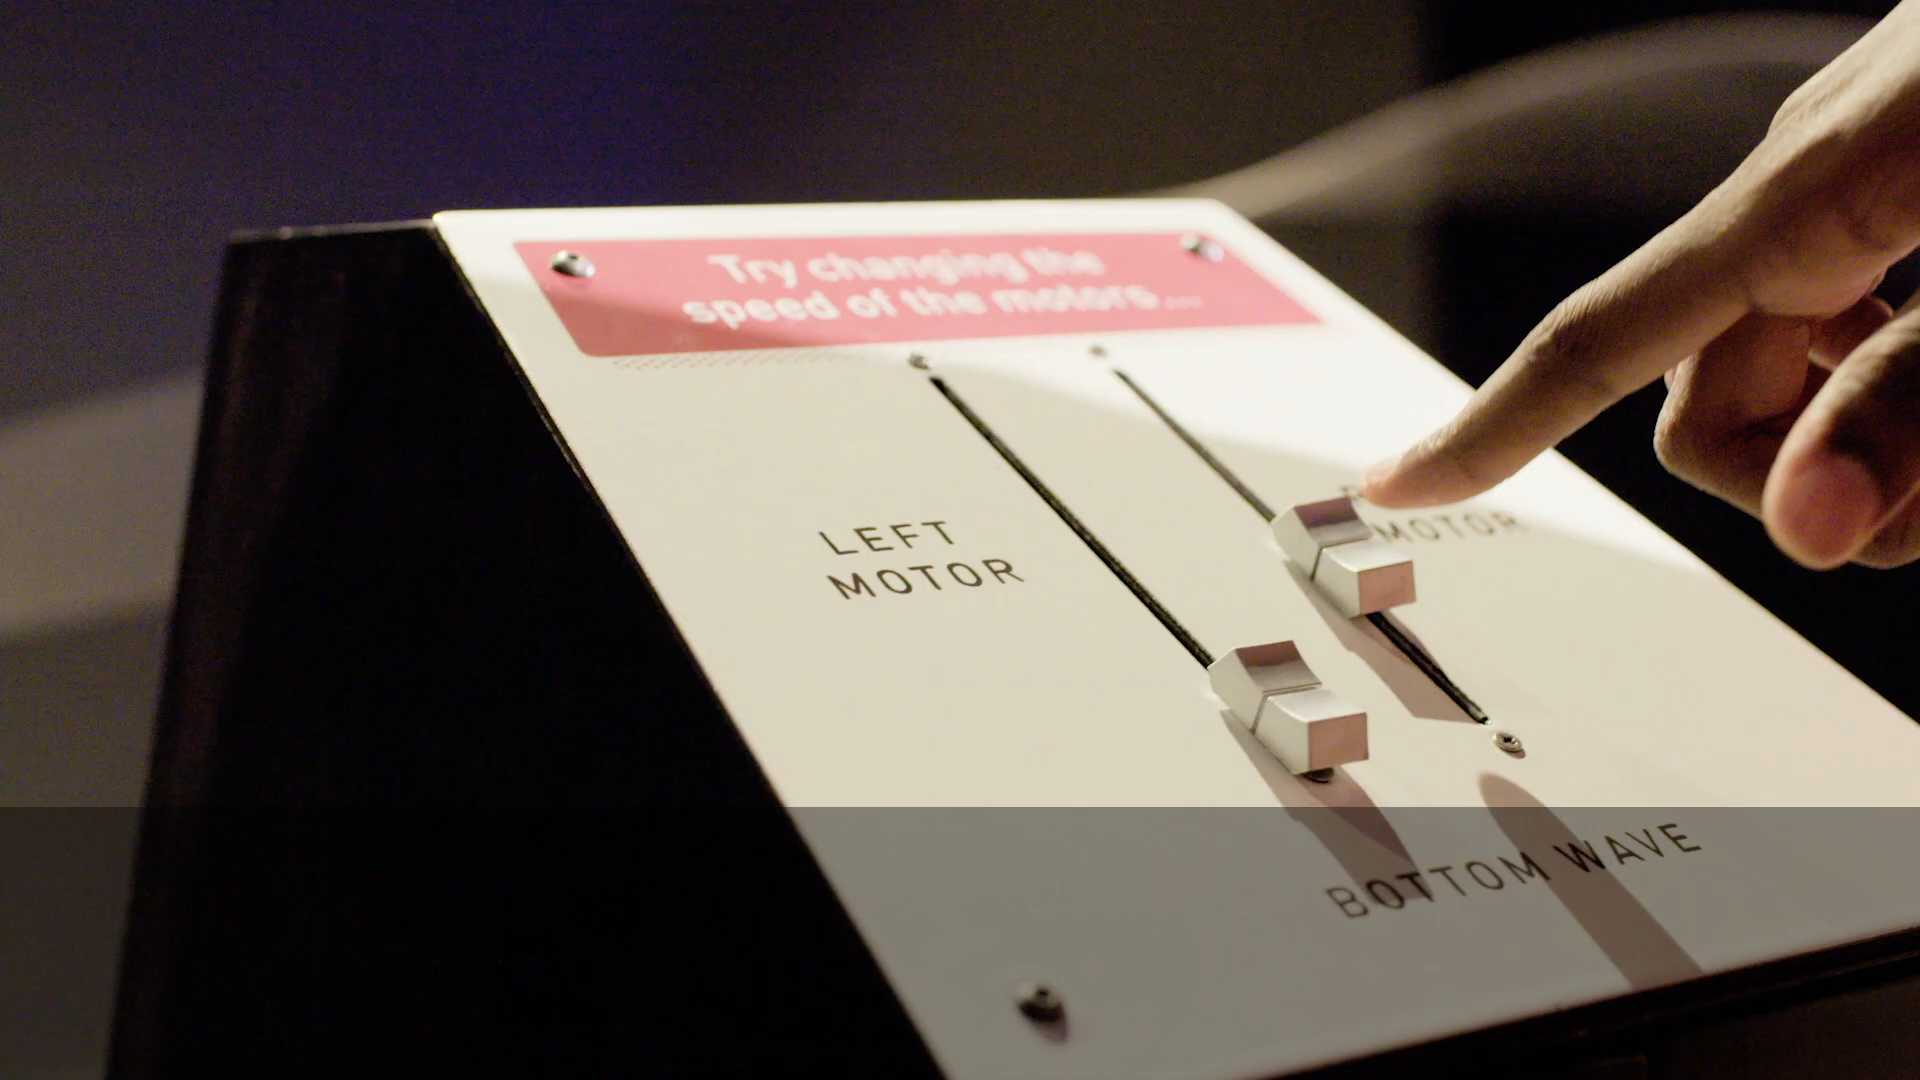 Try changing the
speed of the motors...
LEFT
MOTOR
MOTOR
BOTTOM WAVE